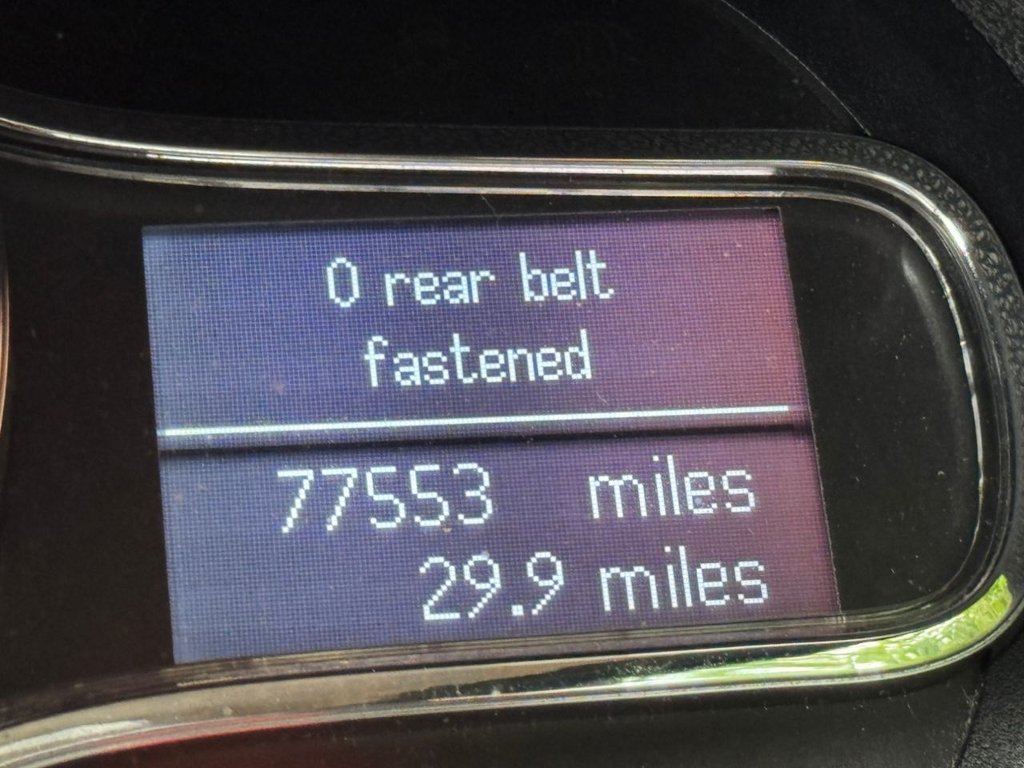 0 rear belt
fastened
77553 miles
29.9 miles